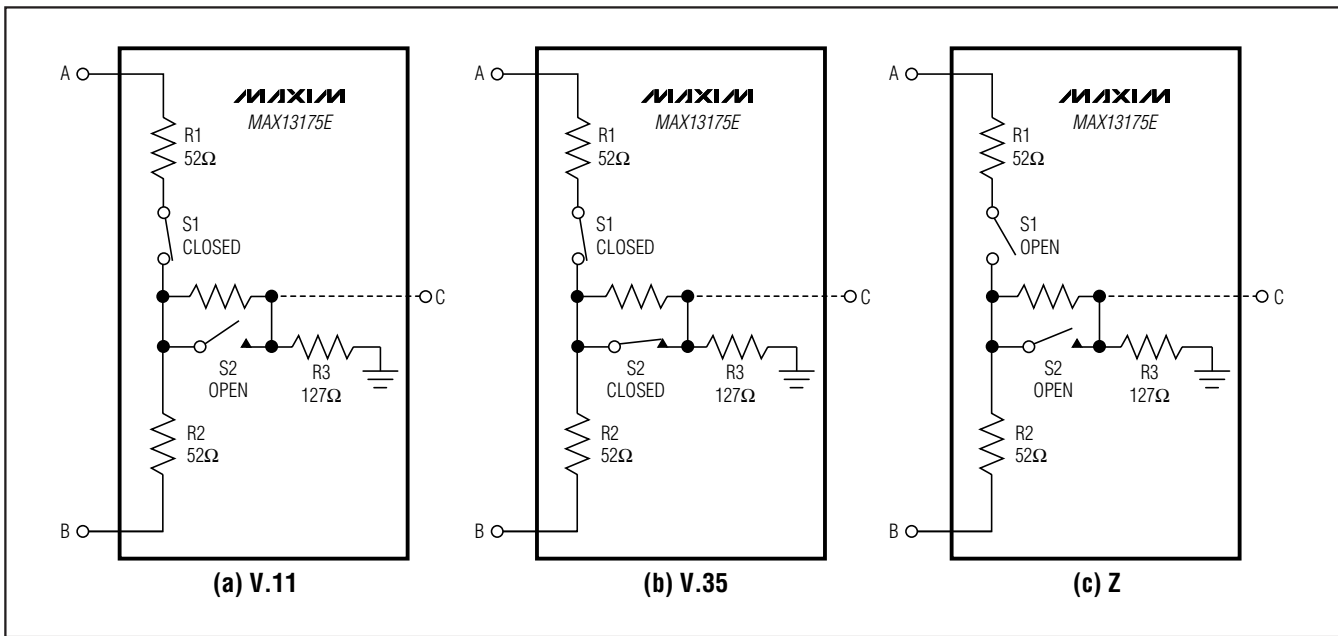 A
MAXIM
MAX13175E
R1
52Ω
S1
CLOSED
C
S2
OPEN
R3
127Ω
R2
52Ω
B
(a) V.11
A
MAXIM
MAX13175E
R1
52Ω
S1
CLOSED
C
S2
CLOSED
R3
127Ω
R2
52Ω
B
(b) V.35
A
MAXIM
MAX13175E
R1
52Ω
S1
OPEN
C
S2
OPEN
R3
127Ω
R2
52Ω
B
(c) Z